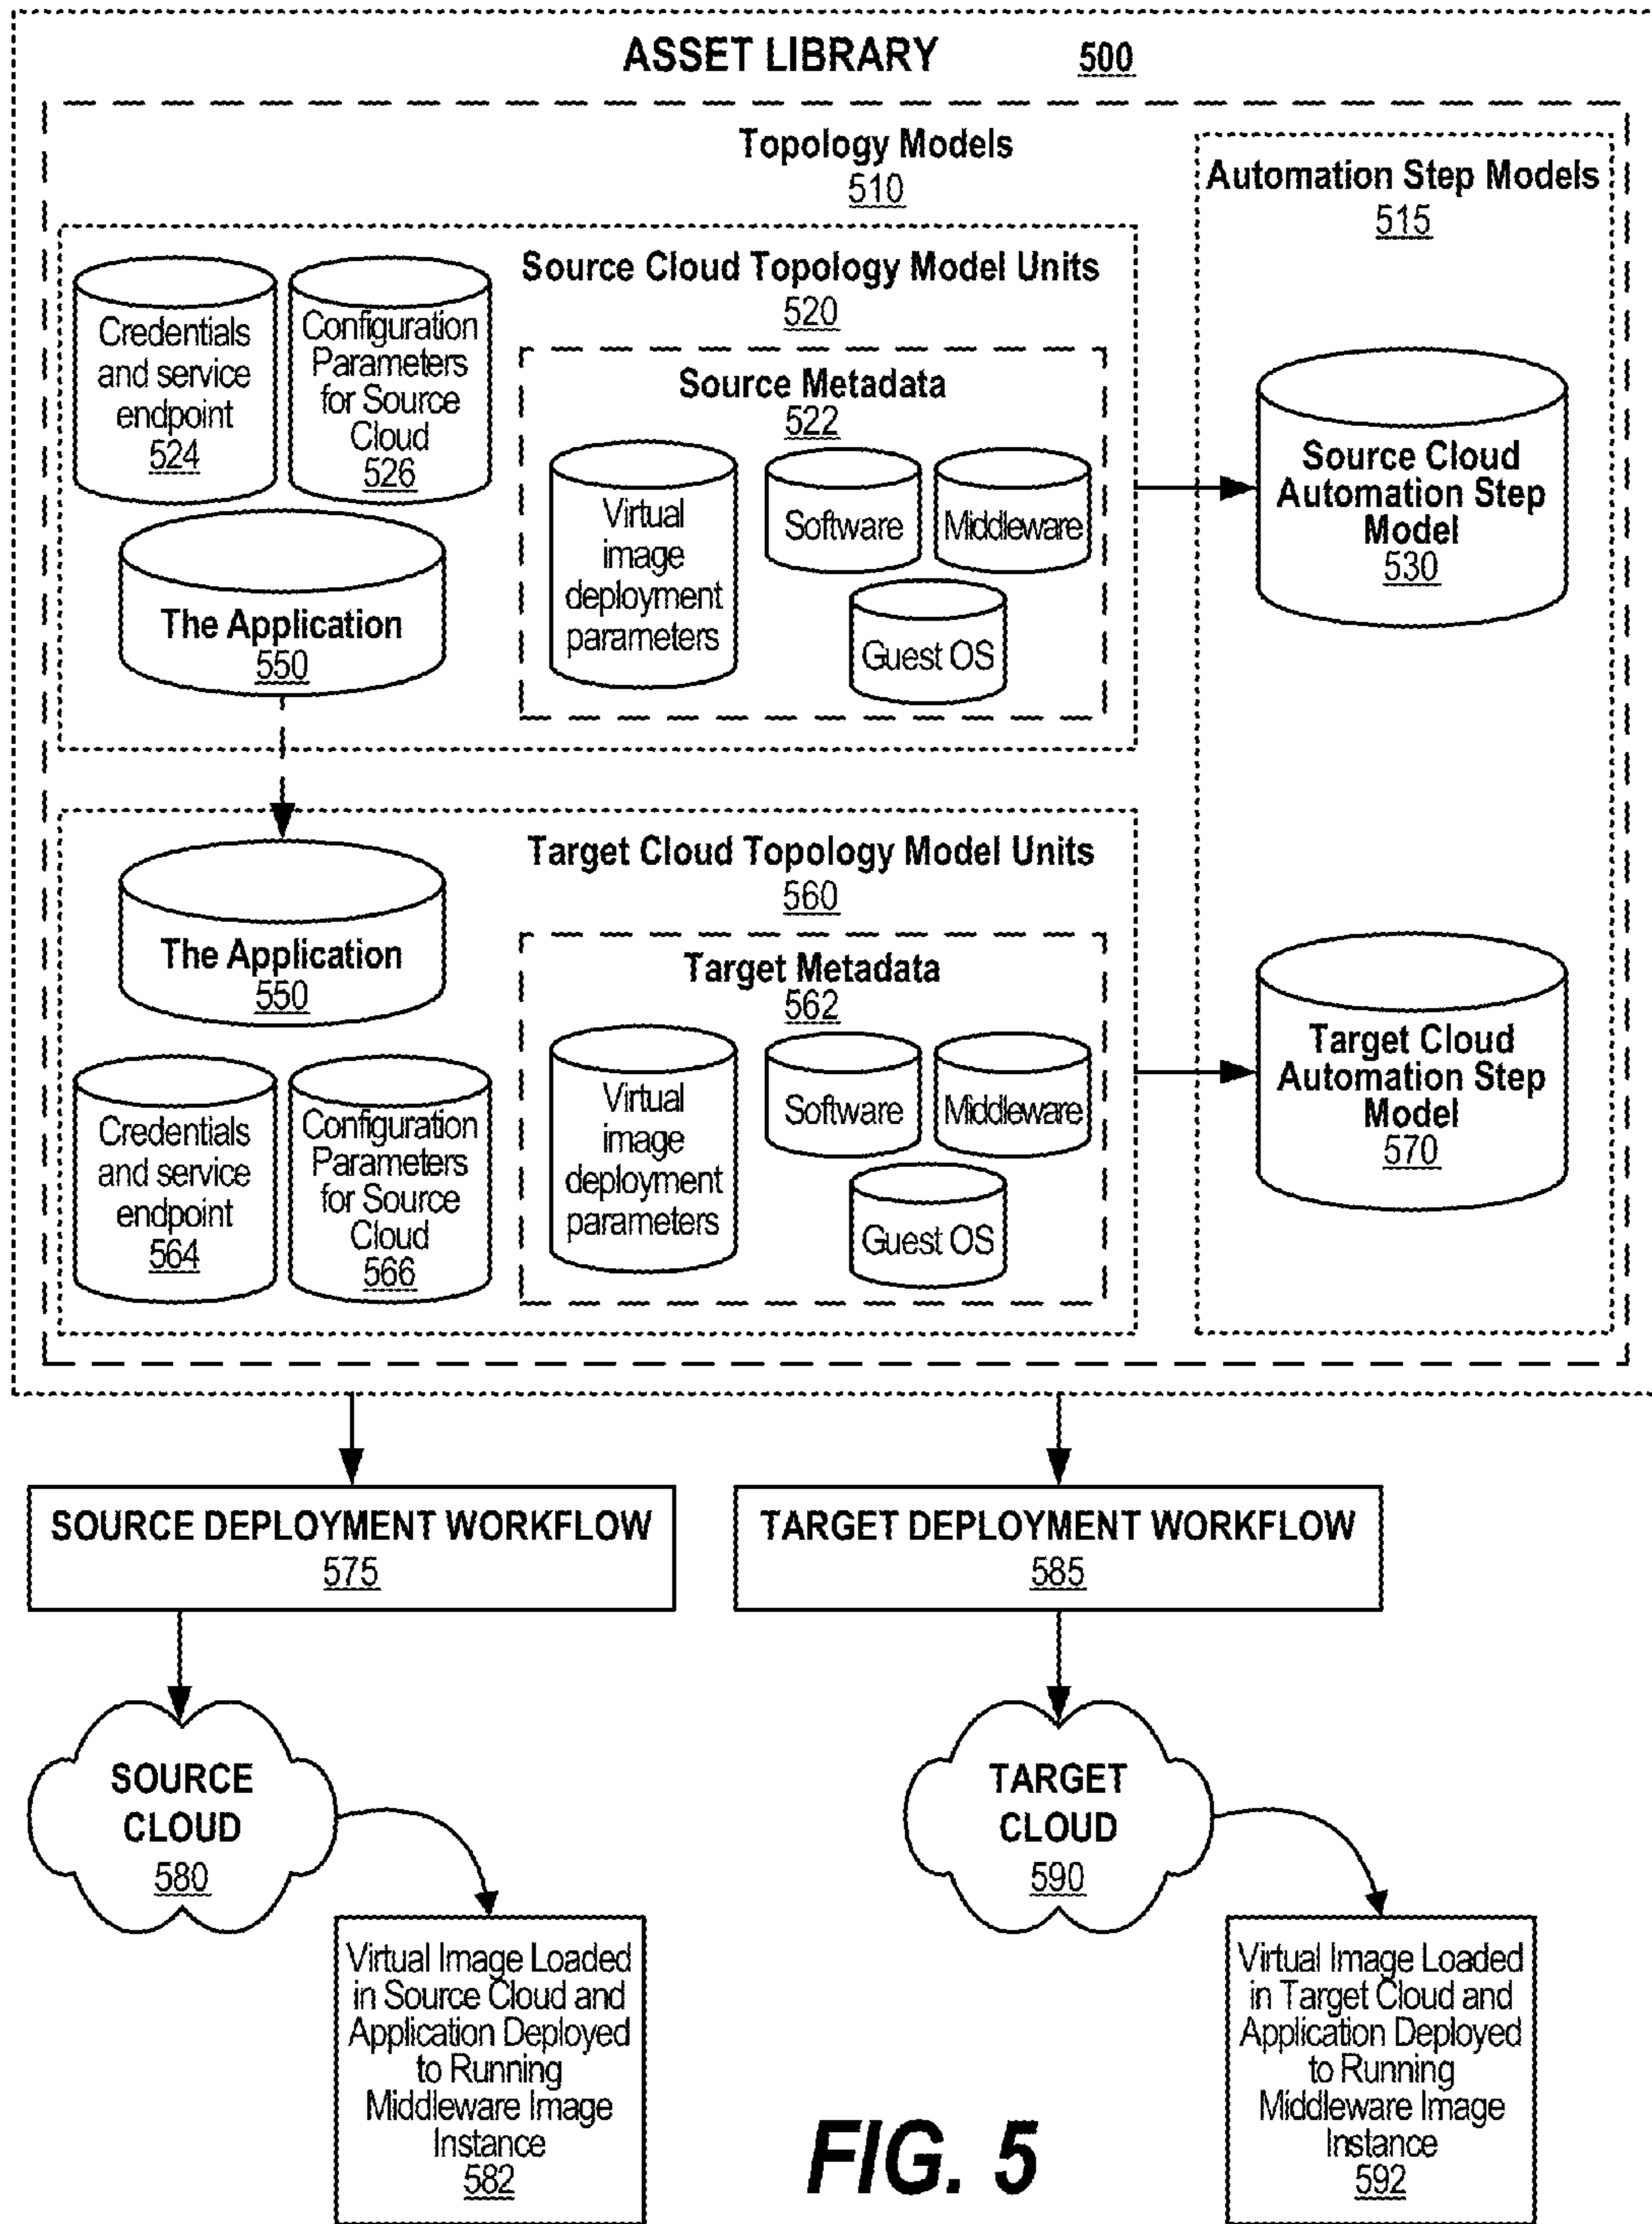 ASSET LIBRARY 500
Topology Models
510
Automation Step Models
515
Source Cloud Topology Model Units
520
Credentials
and service
endpoint
524
Configuration
Parameters
for Source
Cloud
526
The Application
550
Source Metadata
522
Virtual
image
deployment
parameters
Software
Middleware
Guest OS
Source Cloud
Automation Step
Model
530
Target Cloud Topology Model Units
560
The Application
550
Credentials
and service
endpoint
564
Configuration
Parameters
for Source
Cloud
566
Target Metadata
562
Virtual
image
deployment
parameters
Software
Middleware
Guest OS
Target Cloud
Automation Step
Model
570
SOURCE DEPLOYMENT WORKFLOW
575
TARGET DEPLOYMENT WORKFLOW
585
SOURCE
CLOUD
580
TARGET
CLOUD
590
Virtual Image Loaded
in Source Cloud and
Application Deployed
to Running
Middleware Image
Instance
582
Virtual Image Loaded
in Target Cloud and
Application Deployed
to Running
Middleware Image
Instance
592
FIG. 5